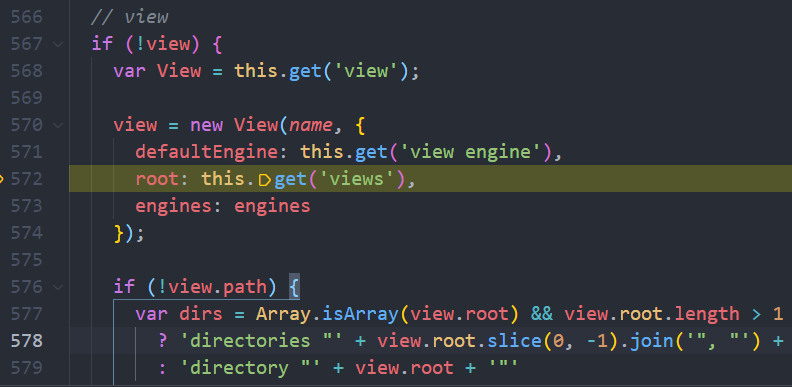 566 // view
567 if (!view) {
568 var View = this.get('view');
569
570 view = new View(name, {
571 defaultEngine: this.get('view engine'),
572 root: this.get('views'),
573 engines: engines
574 });
575
576 if (!view.path) {
577 var dirs = Array.isArray(view.root) && view.root.length > 1
578 ? 'directories "' + view.root.slice(0, -1).join('", "') +
579 : 'directory "' + view.root + '"'